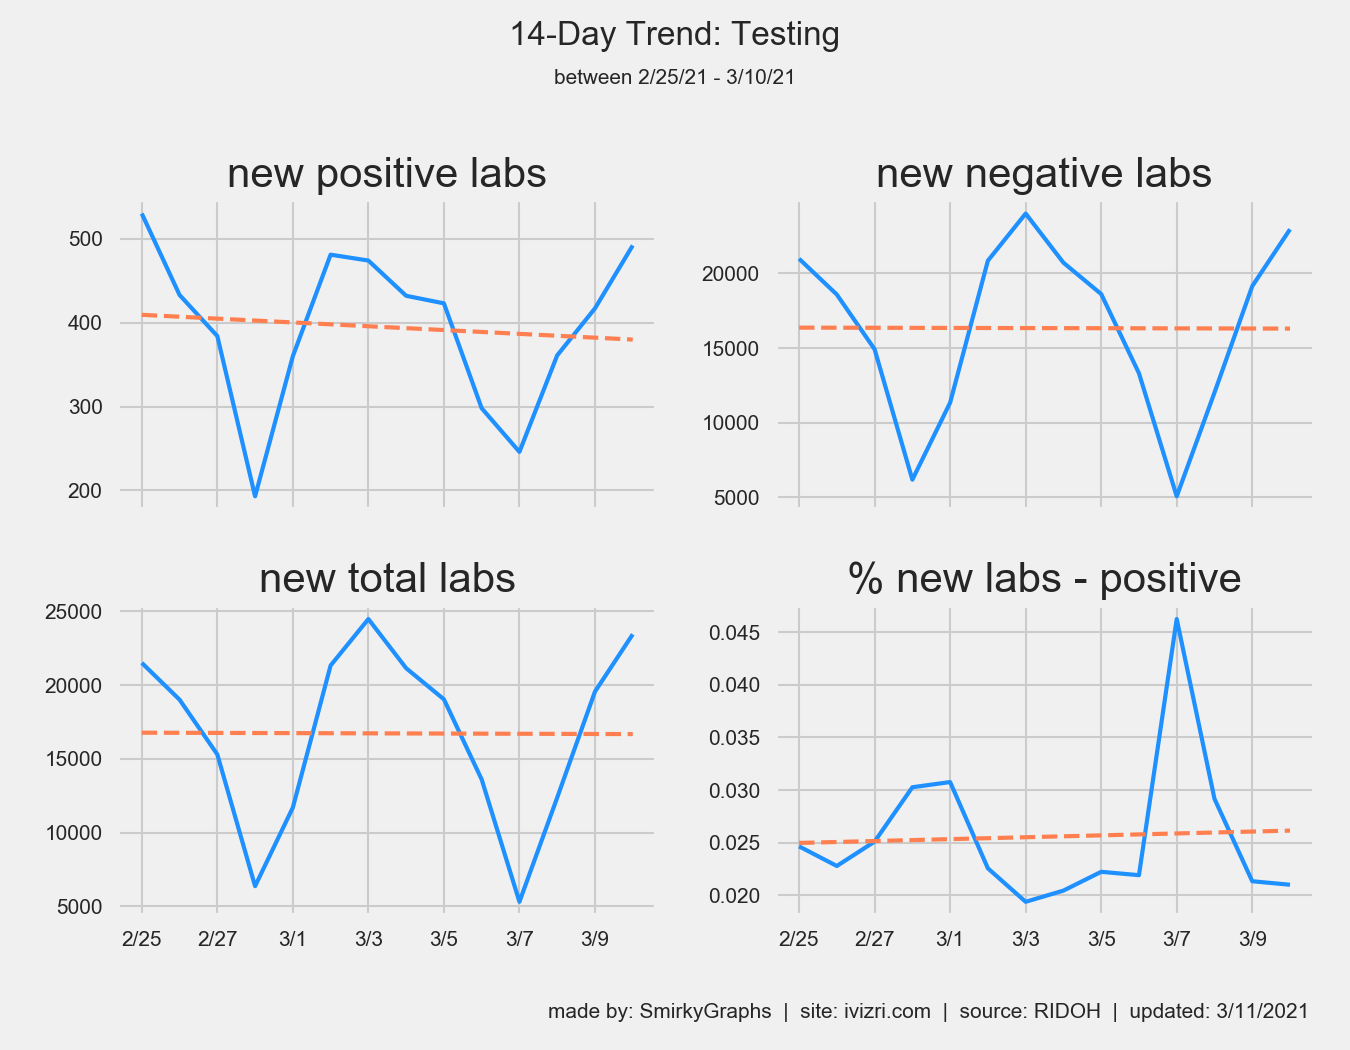 14-Day Trend: Testing
between 2/25/21 - 3/10/21
new positive labs
500
400
300
200
new negative labs
20000
15000
10000
5000
new total labs
25000
20000
15000
10000
5000
2/25 2/27 3/1 3/3 3/5 3/7 3/9
% new labs - positive
0.045
0.040
0.035
0.030
0.025
0.020
2/25 2/27 3/1 3/3 3/5 3/7 3/9
made by: SmirkyGraphs | site: ivizri.com | source: RIDOH | updated: 3/11/2021